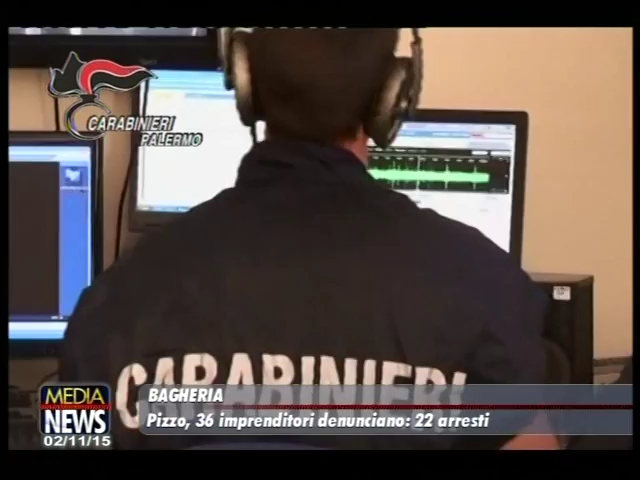 CARABINIERI
PALERMO
CARABINIERI
BAGHERIA
Pizzo, 36 imprenditori denunciano: 22 arresti
MEDIA
NEWS
02/11/15